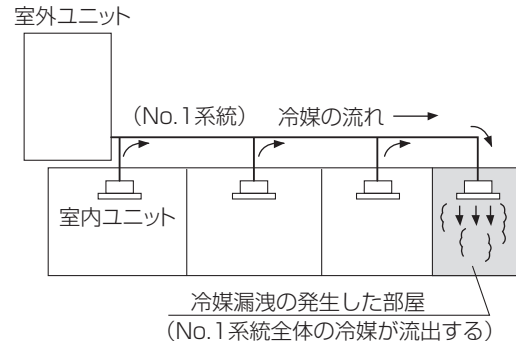 室外ユニット
(No.1系統) 冷媒の流れ
室内ユニット
冷媒漏洩の発生した部屋
(No.1系統全体の冷媒が流出する)